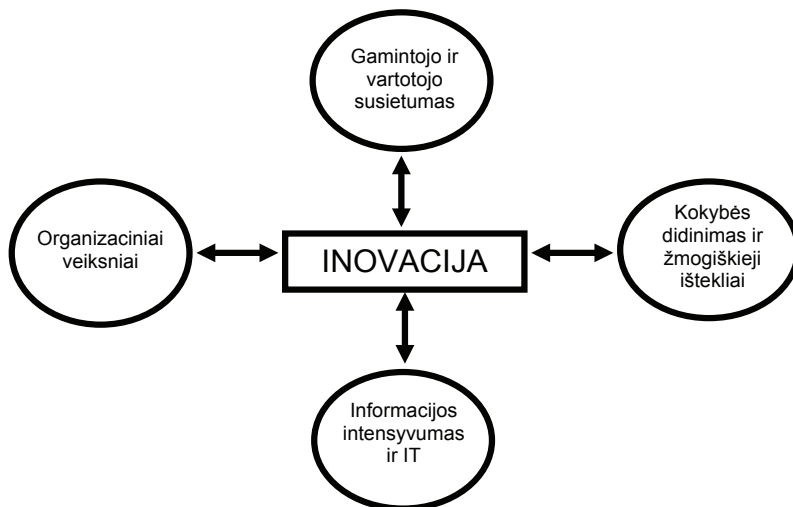 Gamintojo ir
vartotojo
susietumas
Organizaciniai
veiksniai
INOVACIJA
Kokybės
didinimas ir
žmogiškieji
ištekliai
Informacijos
intensyvumas
ir IT